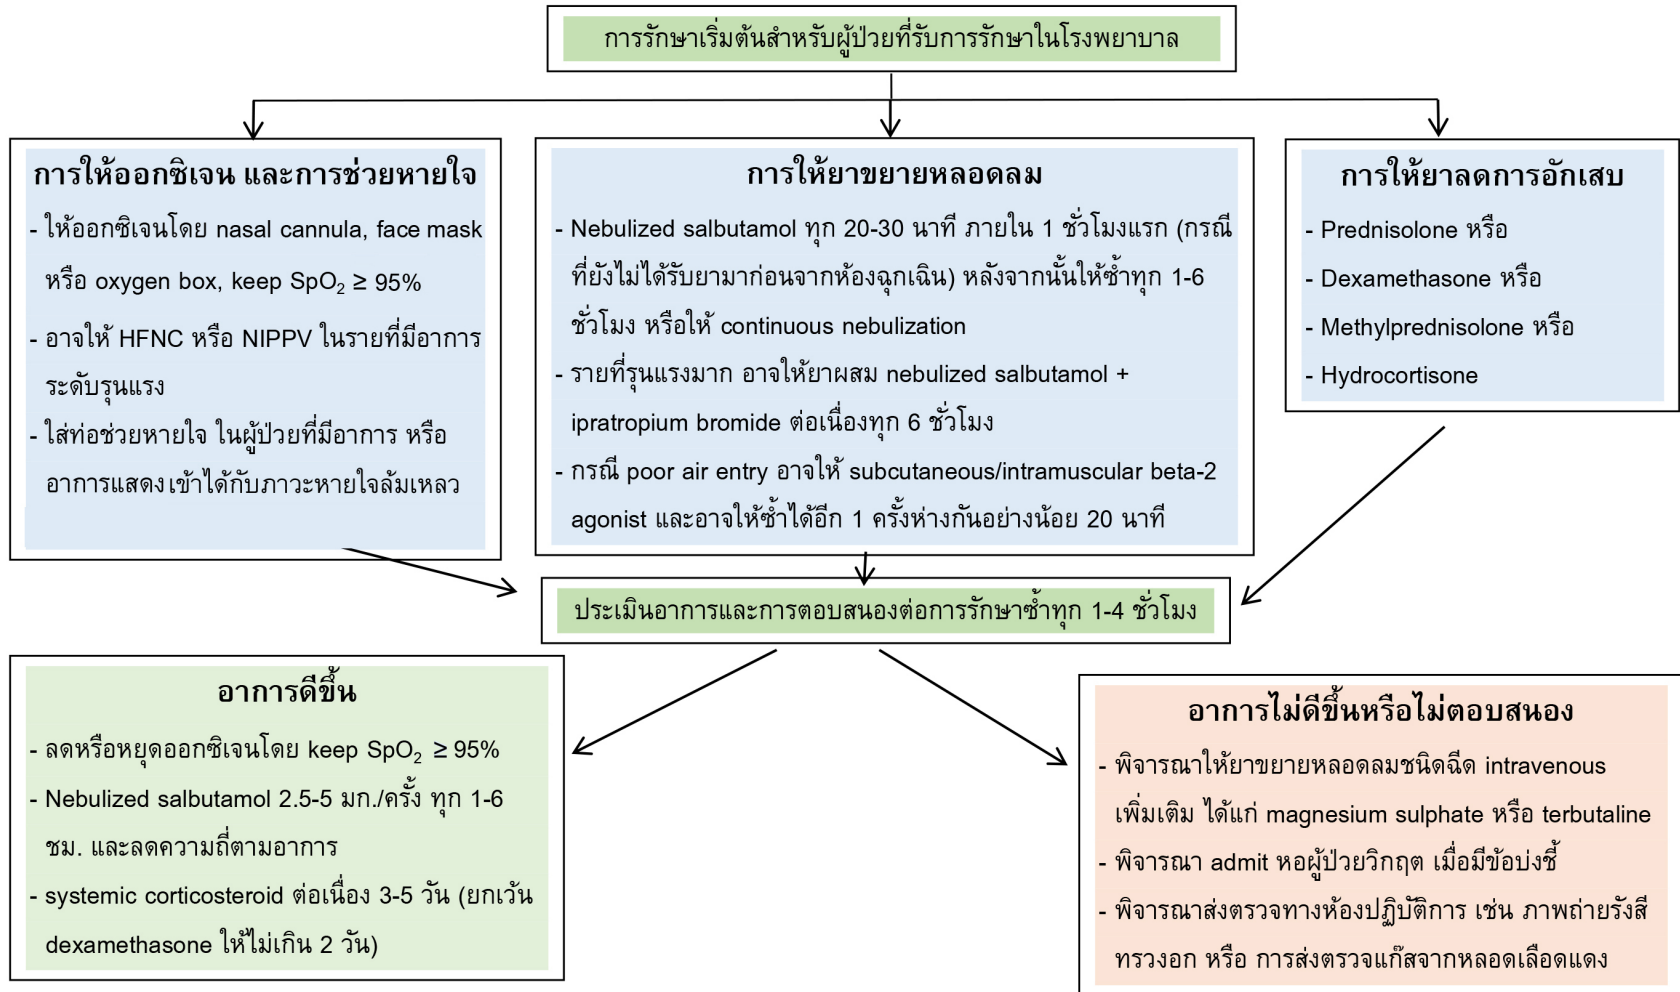 การรักษาเริ่มต้นสำหรับผู้ป่วยที่รับการรักษาในโรงพยาบาล
การให้ออกซิเจน และการช่วยหายใจ
- ให้ออกซิเจนโดย nasal cannula, face mask
หรือ oxygen box, keep SpO₂ ≥ 95%
- อาจให้ HFNC หรือ NIPPV ในรายที่มีอาการ
ระดับรุนแรง
- ใส่ท่อช่วยหายใจ ในผู้ป่วยที่มีอาการ หรือ
อาการแสดงเข้าได้กับภาวะหายใจล้มเหลว
การให้ยาขยายหลอดลม
- Nebulized salbutamol ทุก 20-30 นาที ภายใน 1 ชั่วโมงแรก (กรณี
ที่ยังไม่ได้รับยามาก่อนจากห้องฉุกเฉิน) หลังจากนั้นให้ซ้ำทุก 1-6
ชั่วโมง หรือให้ continuous nebulization
- รายที่รุนแรงมาก อาจให้ยาผสม nebulized salbutamol +
ipratropium bromide ต่อเนื่องทุก 6 ชั่วโมง
- กรณี poor air entry อาจให้ subcutaneous/intramuscular beta-2
agonist และอาจให้ซ้ำได้อีก 1 ครั้งห่างกันอย่างน้อย 20 นาที
การให้ยาลดการอักเสบ
- Prednisolone หรือ
- Dexamethasone หรือ
- Methylprednisolone หรือ
- Hydrocortisone
ประเมินอาการและการตอบสนองต่อการรักษาซ้ำทุก 1-4 ชั่วโมง
อาการดีขึ้น
- ลดหรือหยุดออกซิเจนโดย keep SpO₂ ≥ 95%
- Nebulized salbutamol 2.5-5 มก./ครั้ง ทุก 1-6
ชม. และลดความถี่ตามอาการ
- systemic corticosteroid ต่อเนื่อง 3-5 วัน (ยกเว้น
dexamethasone ให้ไม่เกิน 2 วัน)
อาการไม่ดีขึ้นหรือไม่ตอบสนอง
- พิจารณาให้ยาขยายหลอดลมชนิดฉีด intravenous
เพิ่มเติม ได้แก่ magnesium sulphate หรือ terbutaline
- พิจารณา admit หอผู้ป่วยวิกฤต เมื่อมีข้อบ่งชี้
- พิจารณาส่งตรวจทางห้องปฏิบัติการ เช่น ภาพถ่ายรังสี
ทรวงอก หรือ การส่งตรวจแก๊สจากหลอดเลือดแดง